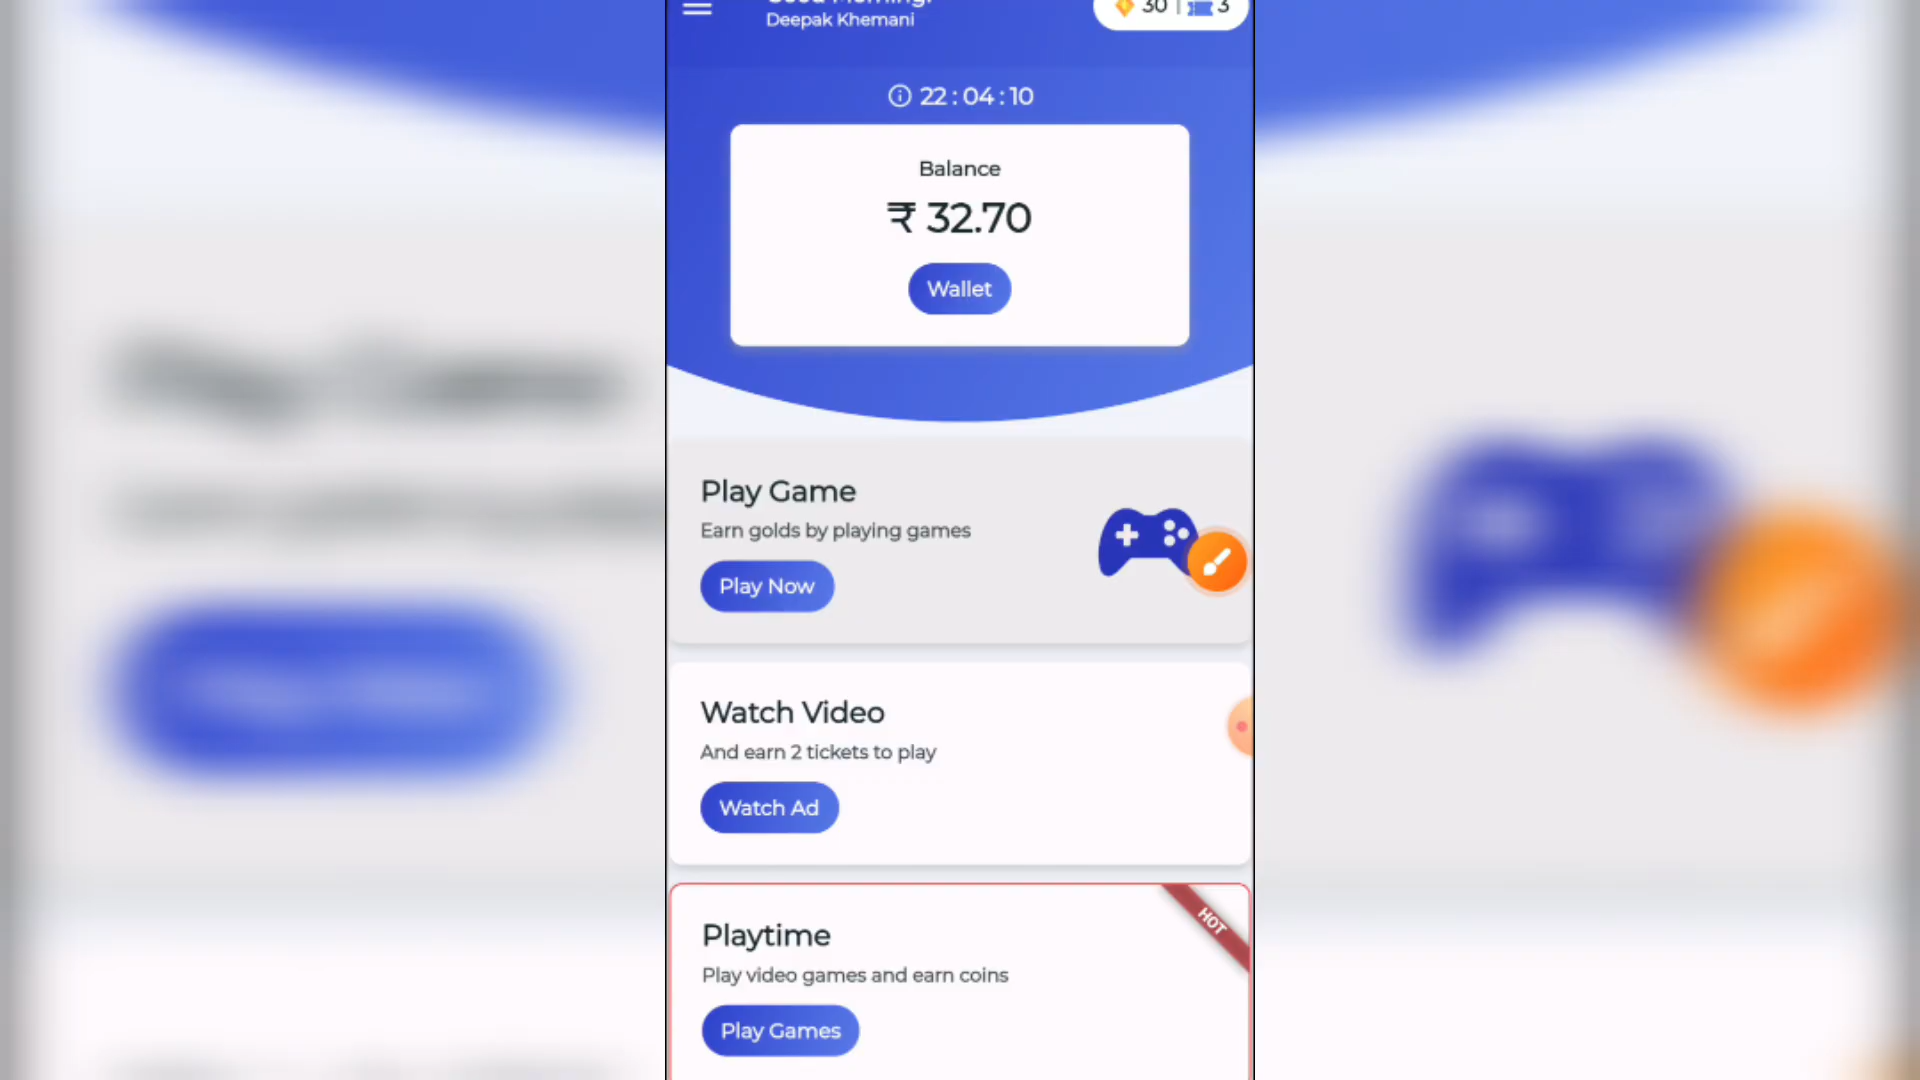 Good Morning!
Deepak Khemani
30 | 3
22 : 04 : 10
Balance
₹ 32.70
Wallet
Play Game
Earn golds by playing games
Play Now
Watch Video
And earn 2 tickets to play
Watch Ad
HOT
Playtime
Play video games and earn coins
Play Games